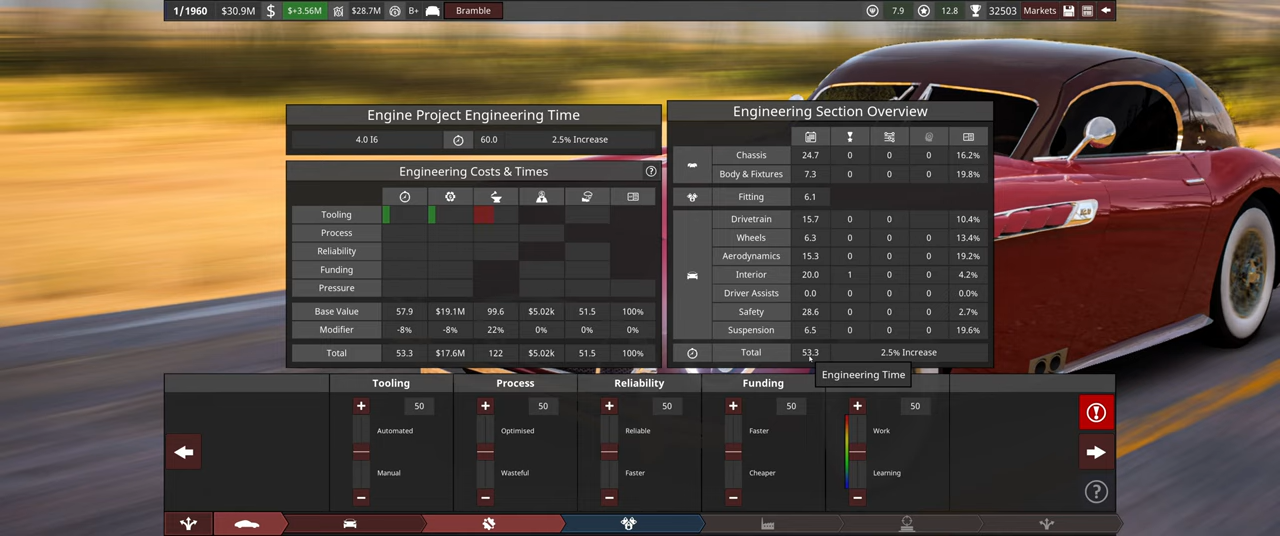 1/1960 $30.9M $ $+3.56M $28.7M B+ Bramble 7.9 12.8 32503 Markets
Engine Project Engineering Time
4.0 I6 60.0 2.5% Increase
Engineering Costs & Times ?
Tooling
Process
Reliability
Funding
Pressure
Base Value 57.9 $19.1M 99.6 $5.02k 51.5 100%
Modifier -8% -8% 22% 0% 0% 0%
Total 53.3 $17.6M 122 $5.02k 51.5 100%
Engineering Section Overview
Chassis 24.7 0 0 0 16.2%
Body & Fixtures 7.3 0 0 0 19.8%
Fitting 6.1
Drivetrain 15.7 0 0 0 10.4%
Wheels 6.3 0 0 0 13.4%
Aerodynamics 15.3 0 0 0 19.2%
Interior 20.0 1 0 0 4.2%
Driver Assists 0.0 0 0 0 0.0%
Safety 28.6 0 0 0 2.7%
Suspension 6.5 0 0 0 19.6%
Total 53.3 2.5% Increase
Engineering Time
Tooling Process Reliability Funding
+ 50 + 50 + 50 + 50 + 50
Automated Optimised Reliable Faster Work
Manual Wasteful Faster Cheaper Learning
?